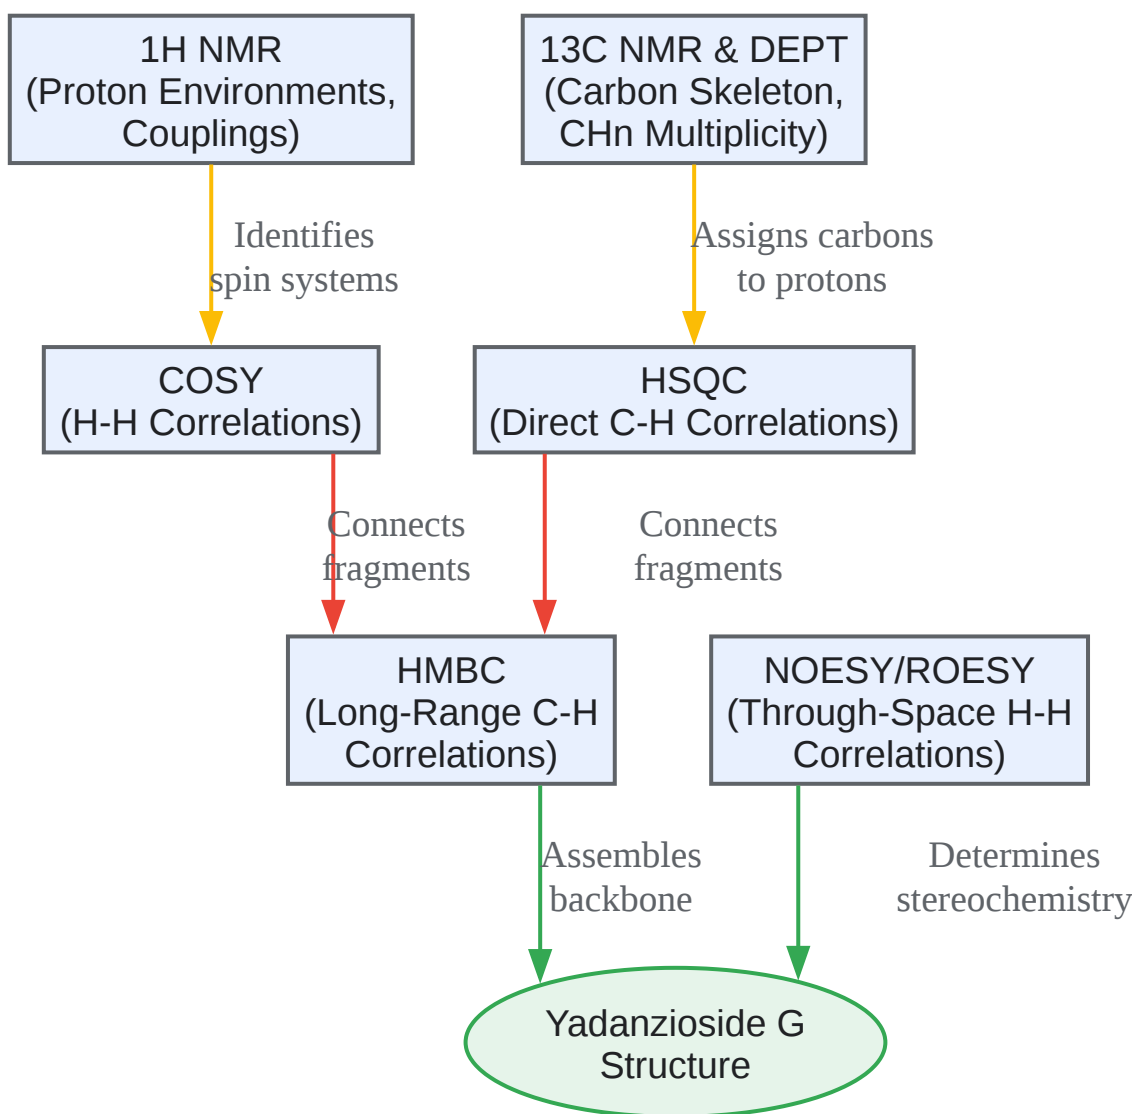 1H NMR
(Proton Environments,
Couplings)
13C NMR & DEPT
(Carbon Skeleton,
CHn Multiplicity)
Identifies
spin systems
Assigns carbons
to protons
COSY
(H-H Correlations)
HSQC
(Direct C-H Correlations)
Connects
fragments
Connects
fragments
HMBC
(Long-Range C-H
Correlations)
NOESY/ROESY
(Through-Space H-H
Correlations)
Assembles
backbone
Determines
stereochemistry
Yadanzioside G
Structure